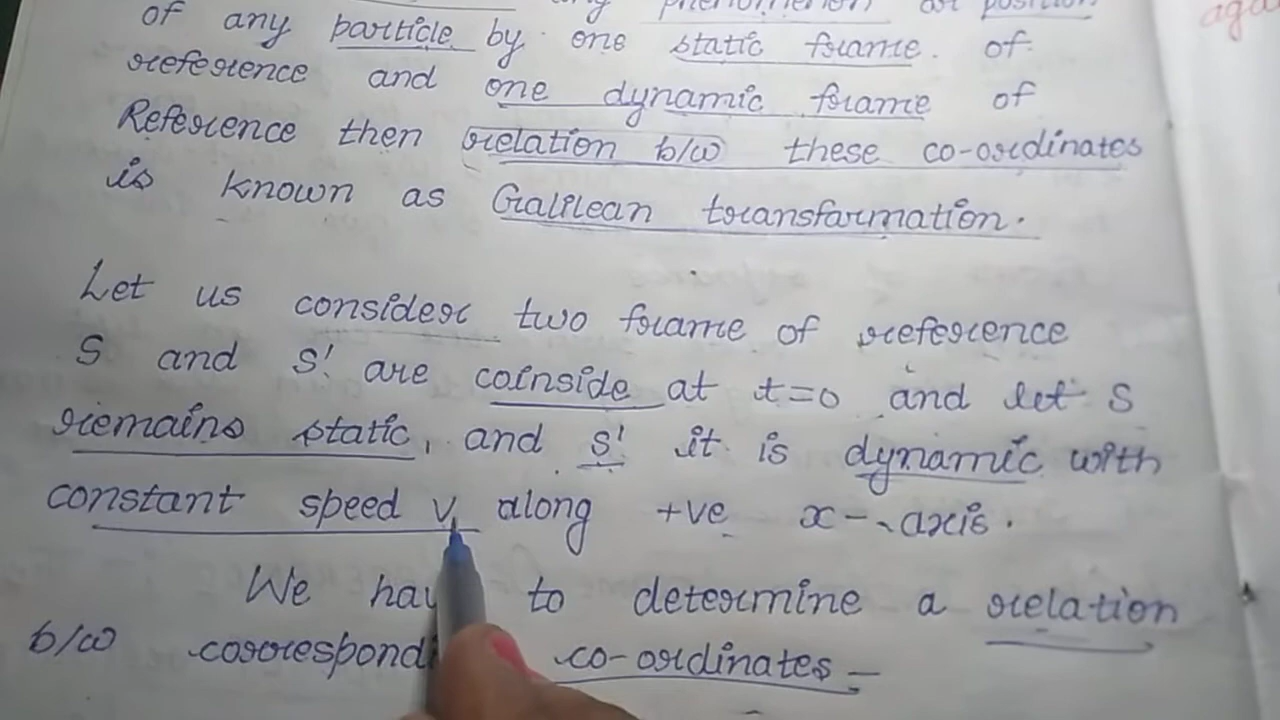 of any particle by one static frame of
reference and one dynamic frame of
Reference then relation b/w these co-ordinates
is known as Galilean transformation.
Let us consider two frame of reference
S and S' are coinside at t=0 and let S
remains static, and S' it is dynamic with
constant speed v along +ve x-axis.
We to determine a relation
b/w co-ordinates -